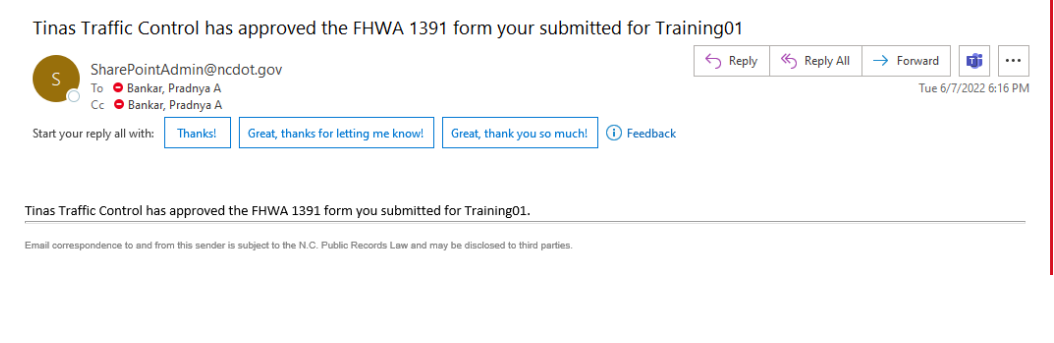 Tinas Traffic Control has approved the FHWA 1391 form your submitted for Training01
S
SharePointAdmin@ncdot.gov
To Bankar, Pradnya A
Cc Bankar, Pradnya A
Reply
Reply All
Forward
Tue 6/7/2022 6:16 PM
Start your reply all with: Thanks! Great, thanks for letting me know! Great, thank you so much! Feedback
Tinas Traffic Control has approved the FHWA 1391 form you submitted for Training01.
Email correspondence to and from this sender is subject to the N.C. Public Records Law and may be disclosed to third parties.